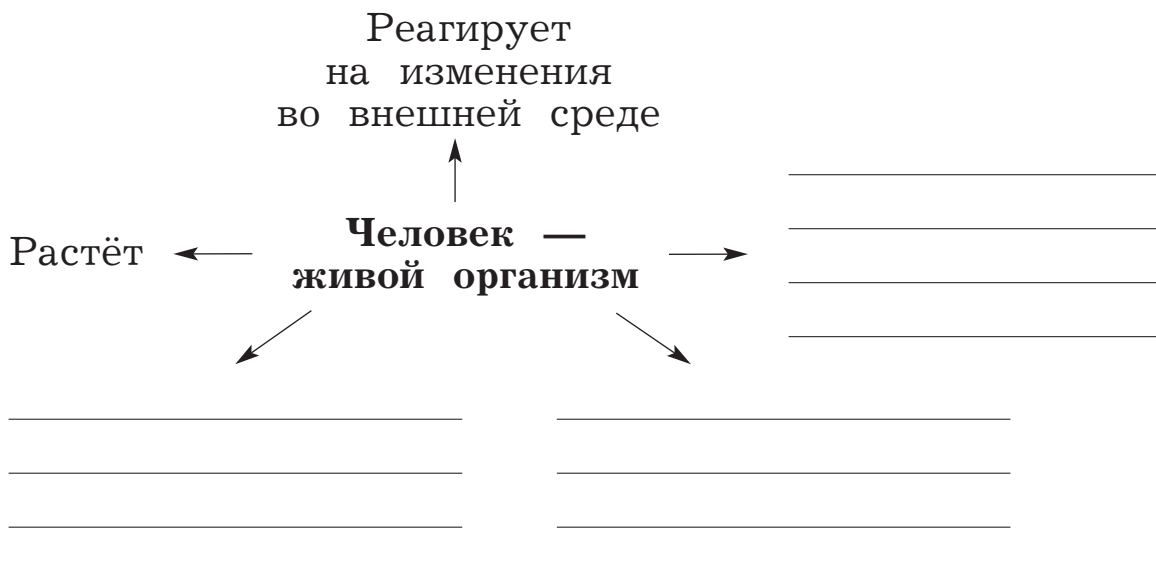 Реагирует
на изменения
во внешней среде
Растёт
Человек —
живой организм